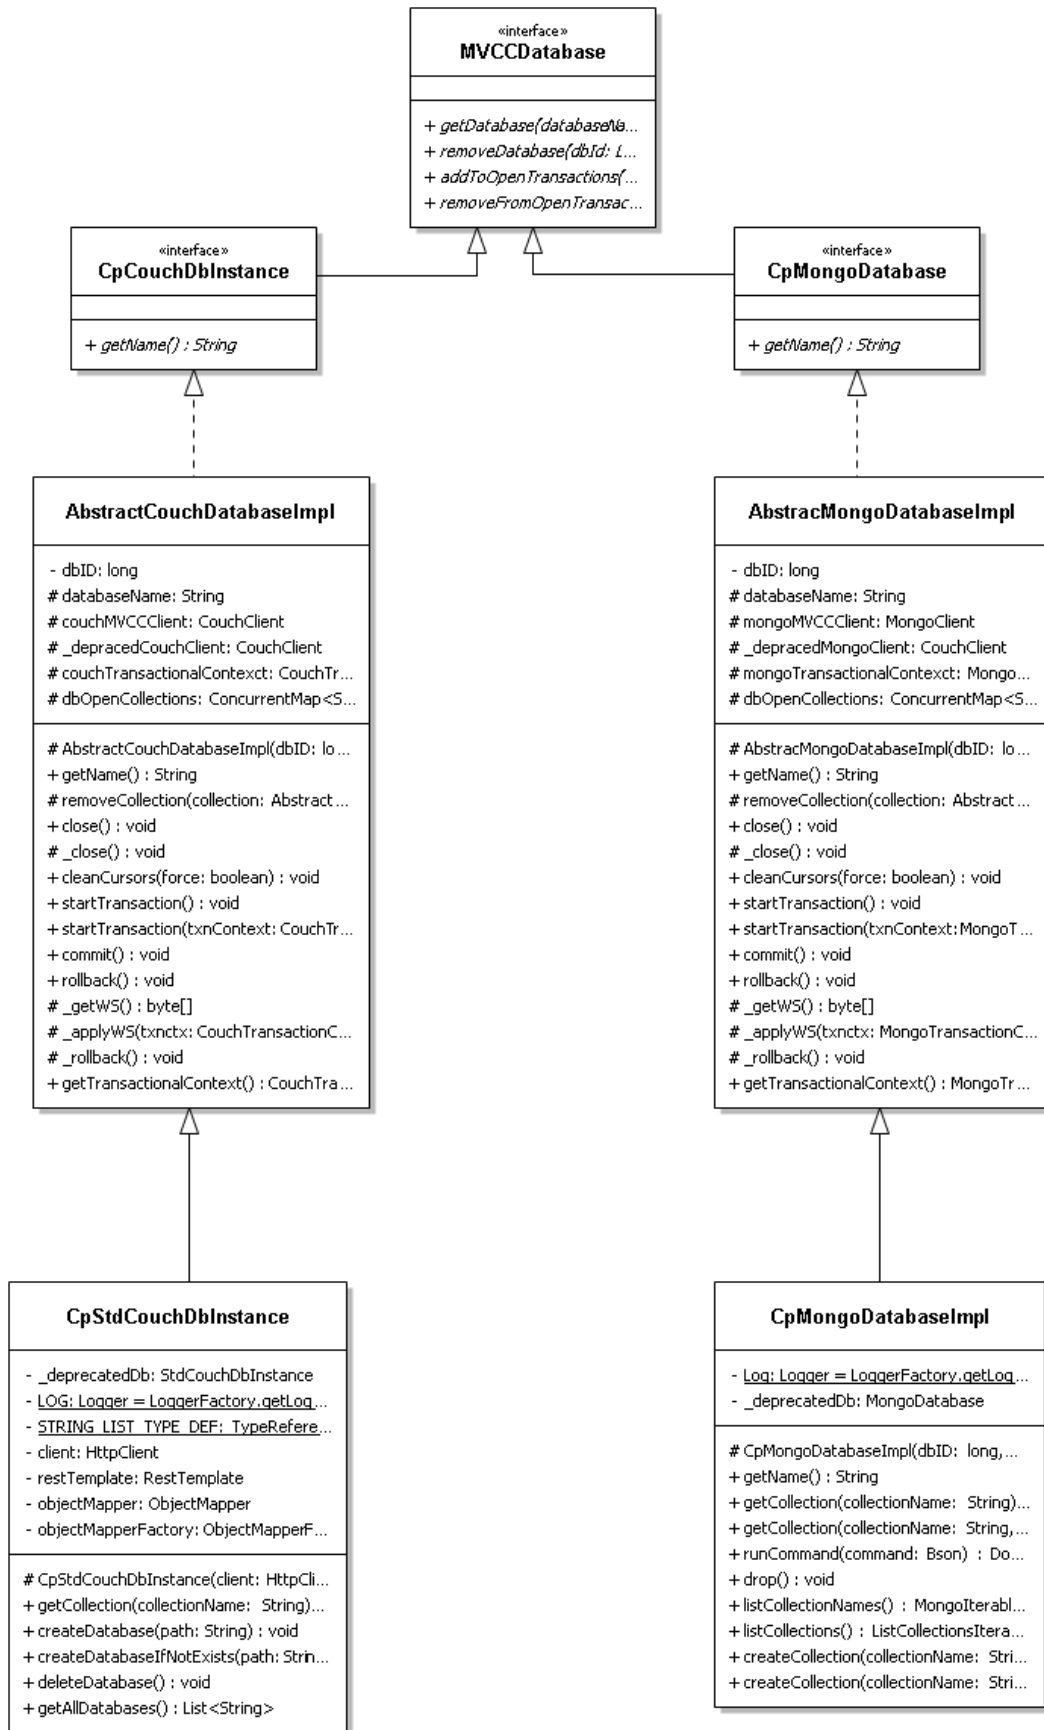 «interface»
MVCCDatabase
+ getDatabase(databaseNa...
+ removeDatabase(dbId: L...
+ addToOpenTransactions(...
+ removeFromOpenTransac...
«interface»
CpCouchDbInstance
+ getName() : String
«interface»
CpMongoDatabase
+ getName() : String
AbstractCouchDatabaseImpl
- dbID: long
# databaseName: String
# couchMVCCClient: CouchClient
# _depracedCouchClient: CouchClient
# couchTransactionalContexct: CouchTr...
# dbOpenCollections: ConcurrentMap<S...
# AbstractCouchDatabaseImpl(dbID: lo...
+ getName() : String
# removeCollection(collection: Abstract...
+ close() : void
# _close() : void
+ cleanCursors(force: boolean) : void
+ startTransaction() : void
+ startTransaction(txnContext: CouchTr...
+ commit() : void
+ rollback() : void
# _getWS() : byte[]
# _applyWS(txnctx: CouchTransactionC...
# _rollback() : void
+ getTransactionalContext() : CouchTra...
AbstracMongoDatabaseImpl
- dbID: long
# databaseName: String
# mongoMVCCClient: MongoClient
# _depracedMongoClient: CouchClient
# mongoTransactionalContexct: Mongo...
# dbOpenCollections: ConcurrentMap<S...
# AbstracMongoDatabaseImpl(dbID: lo...
+ getName() : String
# removeCollection(collection: Abstract...
+ close() : void
# _close() : void
+ cleanCursors(force: boolean) : void
+ startTransaction() : void
+ startTransaction(txnContext: MongoT...
+ commit() : void
+ rollback() : void
# _getWS() : byte[]
# _applyWS(txnctx: MongoTransactionC...
# _rollback() : void
+ getTransactionalContext() : MongoTr...
CpStdCouchDbInstance
- _deprecatedDb: StdCouchDbInstance
- LOG: Logger = LoggerFactory.getLog...
- STRING_LIST_TYPE_DEF: TypeRefere...
- client: HttpClient
- restTemplate: RestTemplate
- objectMapper: ObjectMapper
- objectMapperFactory: ObjectMapperF...
# CpStdCouchDbInstance(client: HttpCli...
+ getCollection(collectionName: String)...
+ createDatabase(path: String) : void
+ createDatabaseIfNotExists(path: Strin...
+ deleteDatabase() : void
+ getAllDatabases() : List<String>
CpMongoDatabaseImpl
- Log: Logger = LoggerFactory.getLog...
- _deprecatedDb: MongoDatabase
# CpMongoDatabaseImpl(dbID: long,...
+ getName() : String
+ getCollection(collectionName: String)...
+ getCollection(collectionName: String,...
+ runCommand(command: Bson) : Do...
+ drop() : void
+ listCollectionNames() : MongoIterabl...
+ listCollections() : ListCollectionsItera...
+ createCollection(collectionName: Stri...
+ createCollection(collectionName: Stri...